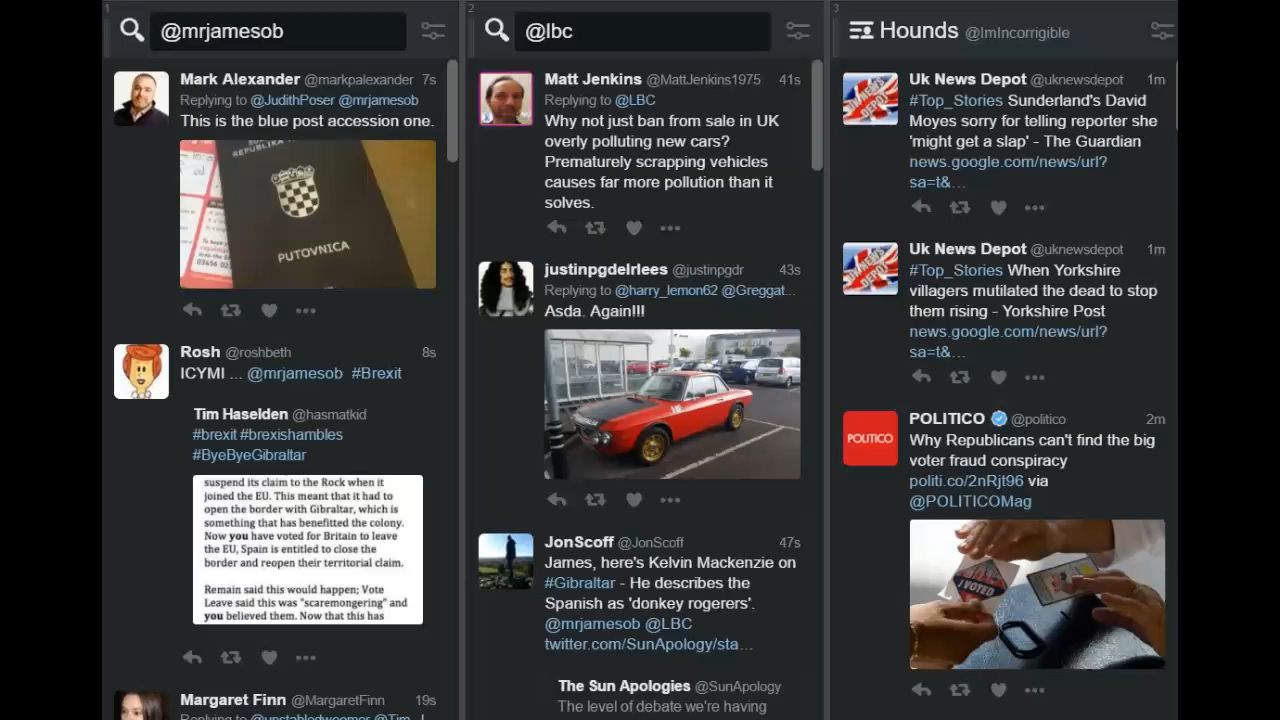 1
@mrjamesob
Mark Alexander @markpalexander 7s
Replying to @JudithPoser @mrjamesob
This is the blue post accession one.
REPUBLIKA
PUTOVNICA
Rosh @roshbeth 8s
ICYMI ... @mrjamesob #Brexit
Tim Haselden @hasmatkid
#brexit #brexishambles
#ByeByeGibraltar
suspend its claim to the Rock when it
joined the EU. This meant that it had to
open the border with Gibraltar, which is
something that has benefitted the colony.
Now you have voted for Britain to leave
the EU, Spain is entitled to close the
border and reopen their territorial claim.
Remain said this would happen; Vote
Leave said this was "scaremongering" and
you believed them. Now that this has
Margaret Finn @MargaretFinn 19s
Replying to
2
@lbc
Matt Jenkins @MattJenkins1975 41s
Replying to @LBC
Why not just ban from sale in UK
overly polluting new cars?
Prematurely scrapping vehicles
causes far more pollution than it
solves.
justinpgdelrlees @justinpgdr 43s
Replying to @harry_lemon62 @Greggat...
Asda. Again!!!
JonScoff @JonScoff 47s
James, here's Kelvin Mackenzie on
#Gibraltar - He describes the
Spanish as 'donkey rogerers'.
@mrjamesob @LBC
twitter.com/SunApology/sta...
The Sun Apologies @SunApology
The level of debate we're having
3
Hounds @ImIncorrigible
Uk News Depot @uknewsdepot 1m
#Top_Stories Sunderland's David
Moyes sorry for telling reporter she
'might get a slap' - The Guardian
news.google.com/news/url?
sa=t&...
UK NEWS DEPOT
Uk News Depot @uknewsdepot 1m
#Top_Stories When Yorkshire
villagers mutilated the dead to stop
them rising - Yorkshire Post
news.google.com/news/url?
sa=t&...
UK NEWS DEPOT
POLITICO @politico 2m
POLITICO
Why Republicans can't find the big
voter fraud conspiracy
politi.co/2nRjt96 via
@POLITICOMag
I VOTED